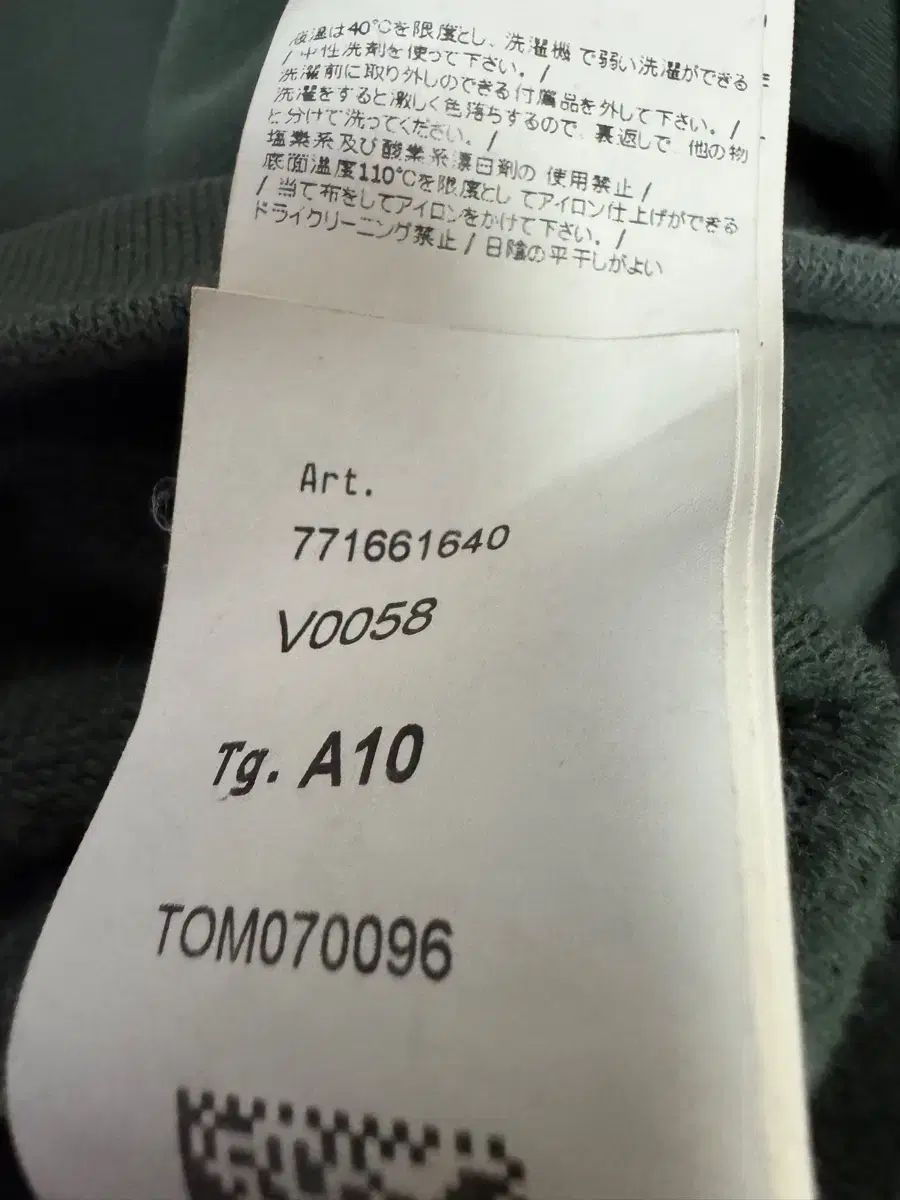 液温は40℃を限度とし、洗濯機 で弱い洗濯ができる
/ 中性洗剤を使って下さい。 /
洗濯前に取り外しのできる付属品を外して下さい。 /
洗濯をすると激しく色落ちするので、裏返しで、他の物
と分けて洗ってください。 /
塩素系及び酸素系漂白剤の 使用禁止 /
底面温度110℃を限度とし てアイロン仕上げができる
/ 当て布をしてアイロンをかけて下さい。 /
ドライクリーニング禁止 / 日陰の平干しがよい
Art.
771661640
V0058
Tg. A10
TOM070096